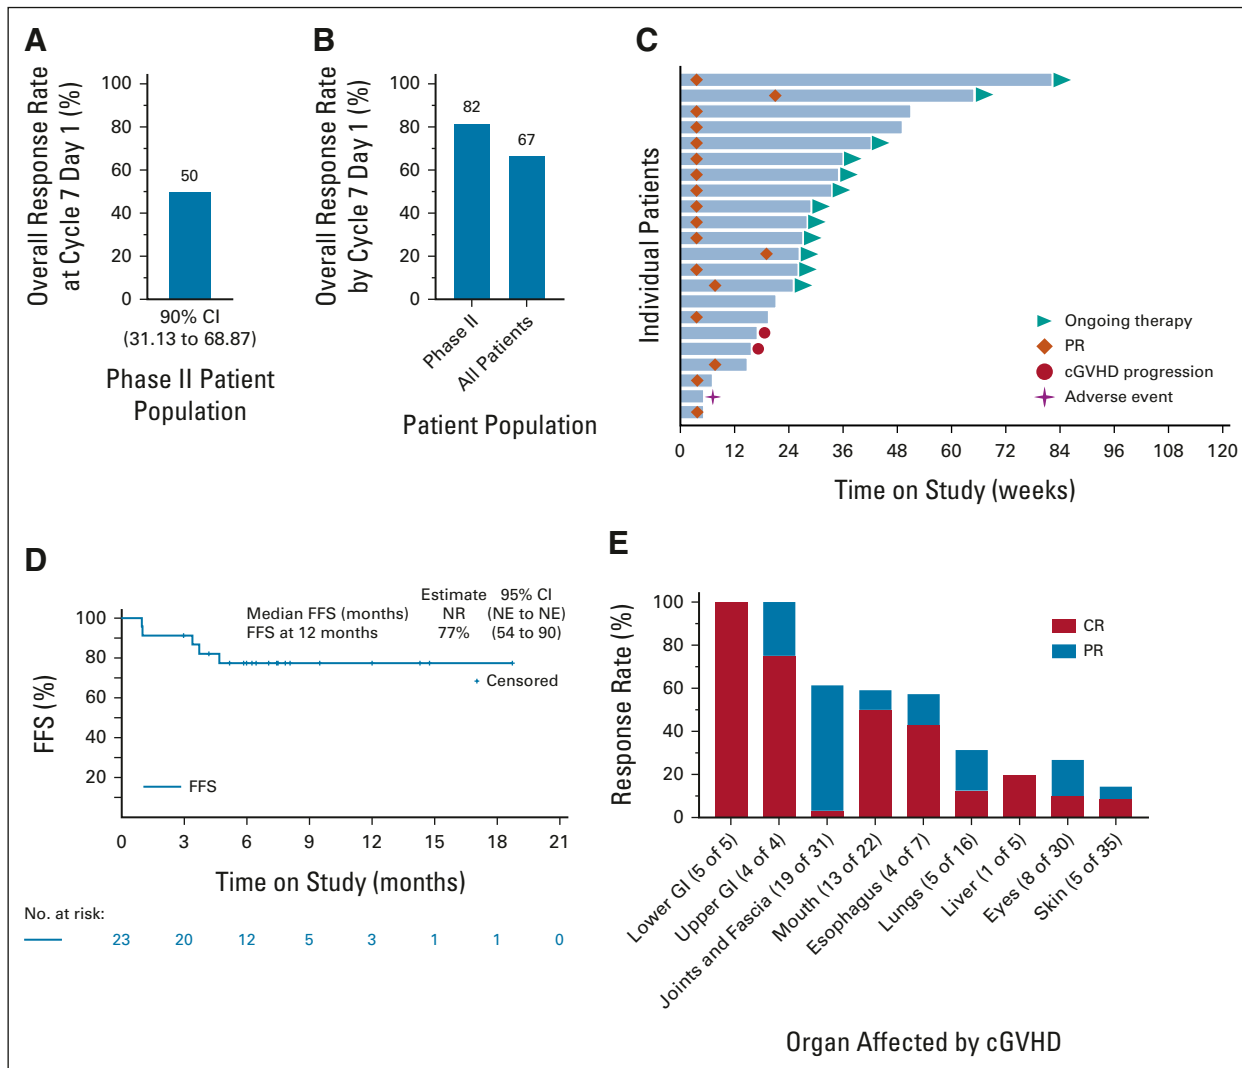 A
Overall Response Rate
at Cycle 7 Day 1 (%)
100
80
60
40
20
0
50
90% CI
(31.13 to 68.87)
Phase II Patient
Population
B
Overall Response Rate
by Cycle 7 Day 1 (%)
100
80
60
40
20
0
82
67
Phase II
All Patients
Patient Population
C
Individual Patients
Ongoing therapy
PR
cGVHD progression
Adverse event
0 12 24 36 48 60 72 84 96 108 120
Time on Study (weeks)
D
FFS (%)
100
80
60
40
20
Estimate 95% CI
Median FFS (months) NR (NE to NE)
FFS at 12 months 77% (54 to 90)
+ Censored
FFS
0 3 6 9 12 15 18 21
Time on Study (months)
No. at risk:
23 20 12 5 3 1 1 0
E
Response Rate (%)
100
80
60
40
20
0
CR
PR
Lower GI (5 of 5)
Upper GI (4 of 4)
Joints and Fascia (19 of 31)
Mouth (13 of 22)
Esophagus (4 of 7)
Lungs (5 of 16)
Liver (1 of 5)
Eyes (8 of 30)
Skin (5 of 35)
Organ Affected by cGVHD